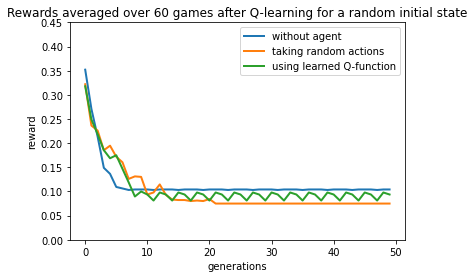 Rewards averaged over 60 games after Q-learning for a random initial state
without agent
taking random actions
using learned Q-function
0.45
0.40
0.35
0.30
0.25
0.20
0.15
0.10
0.05
0.00
reward
0 10 20 30 40 50
generations